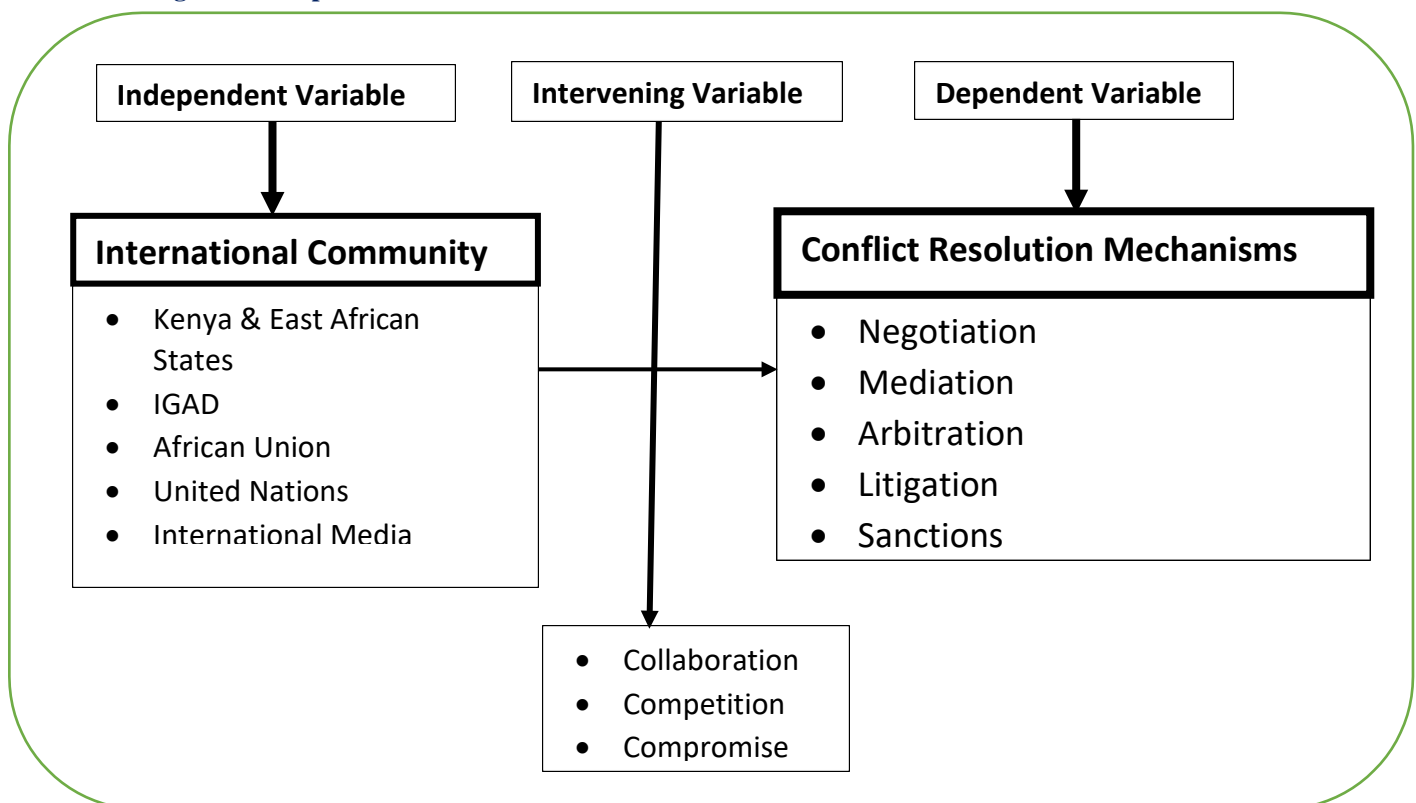 Independent Variable
Intervening Variable
Dependent Variable
International Community
• Kenya & East African
States
• IGAD
• African Union
• United Nations
• International Media
Conflict Resolution Mechanisms
• Negotiation
• Mediation
• Arbitration
• Litigation
• Sanctions
• Collaboration
• Competition
• Compromise